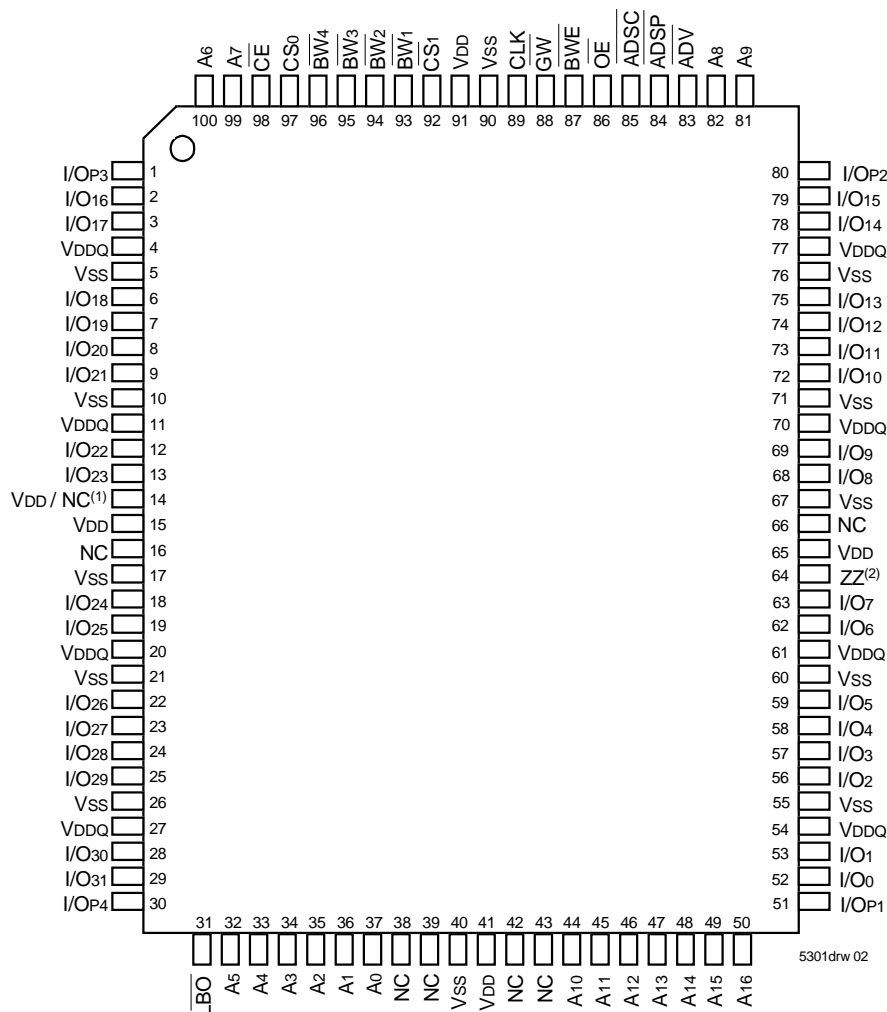 A6 A7 CE CS0 BW4 BW3 BW2 BW1 CS1 VDD VSS CLK GW BWE OE ADSC ADSP ADV A8 A9
100 99 98 97 96 95 94 93 92 91 90 89 88 87 86 85 84 83 82 81
I/OP3 1 80 I/OP2
I/O16 2 79 I/O15
I/O17 3 78 I/O14
VDDQ 4 77 VDDQ
VSS 5 76 VSS
I/O18 6 75 I/O13
I/O19 7 74 I/O12
I/O20 8 73 I/O11
I/O21 9 72 I/O10
VSS 10 71 VSS
VDDQ 11 70 VDDQ
I/O22 12 69 I/O9
I/O23 13 68 I/O8
VDD / NC(1) 14 67 VSS
VDD 15 66 NC
NC 16 65 VDD
VSS 17 64 ZZ(2)
I/O24 18 63 I/O7
I/O25 19 62 I/O6
VDDQ 20 61 VDDQ
VSS 21 60 VSS
I/O26 22 59 I/O5
I/O27 23 58 I/O4
I/O28 24 57 I/O3
I/O29 25 56 I/O2
VSS 26 55 VSS
VDDQ 27 54 VDDQ
I/O30 28 53 I/O1
I/O31 29 52 I/O0
I/OP4 30 51 I/OP1
31 32 33 34 35 36 37 38 39 40 41 42 43 44 45 46 47 48 49 50
LBO A5 A4 A3 A2 A1 A0 NC NC VSS VDD NC NC A10 A11 A12 A13 A14 A15 A16
5301drw 02